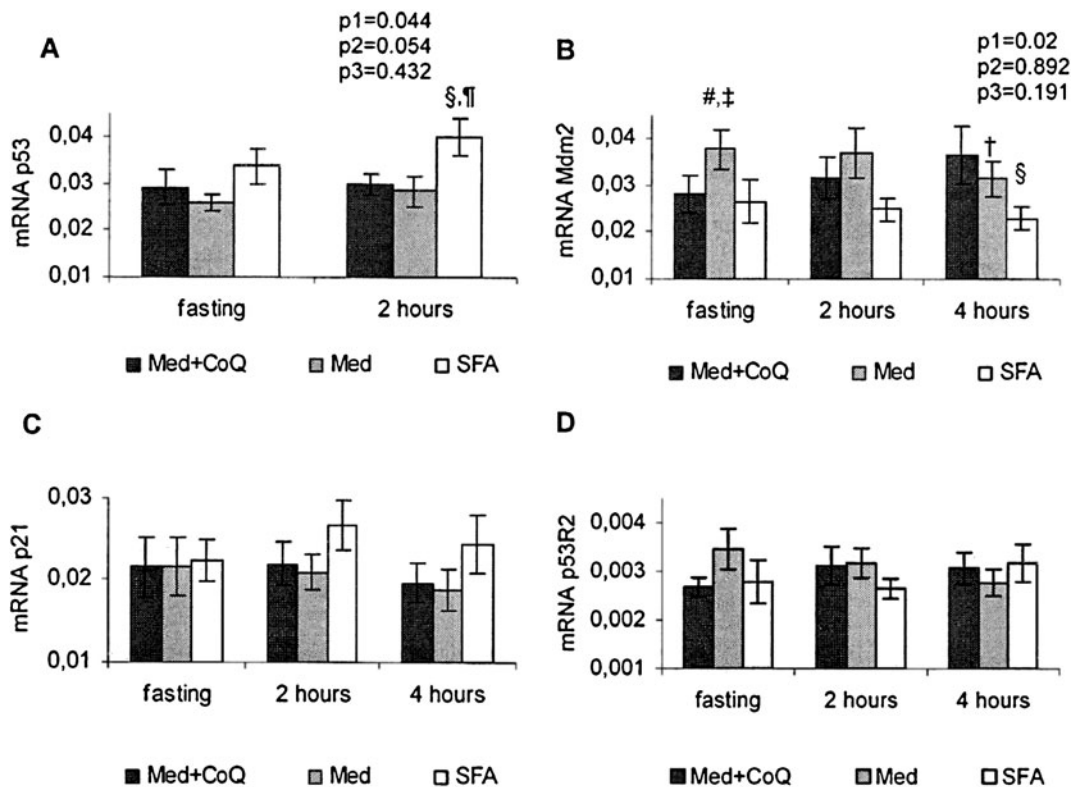 A
p1=0.044
p2=0.054
p3=0.432
§.¶
mRNA p53
0,04
0,03
0,02
0,01
fasting
2 hours
Med+CoQ
Med
SFA
B
p1=0.02
p2=0.892
p3=0.191
#,‡
†
§
mRNA Mdm2
0,04
0,03
0,02
0,01
fasting
2 hours
4 hours
Med+CoQ
Med
SFA
C
mRNA p21
0,03
0,02
0,01
fasting
2 hours
4 hours
Med+CoQ
Med
SFA
D
mRNA p53R2
0,004
0,003
0,002
0,001
fasting
2 hours
4 hours
Med+CoQ
Med
SFA